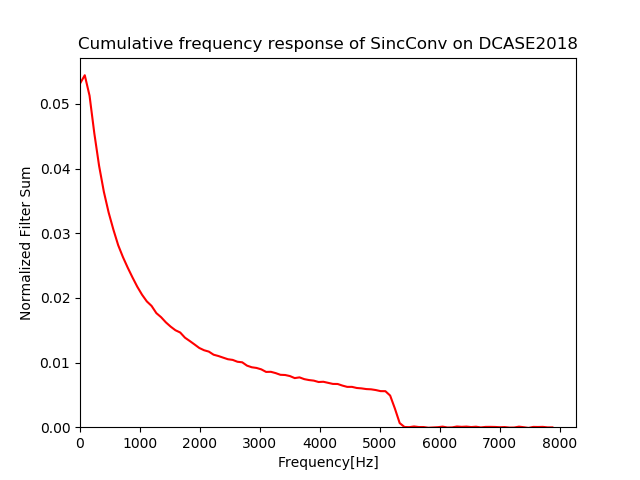 Cumulative frequency response of SincConv on DCASE2018
Normalized Filter Sum
0.05
0.04
0.03
0.02
0.01
0.00
0 1000 2000 3000 4000 5000 6000 7000 8000
Frequency[Hz]